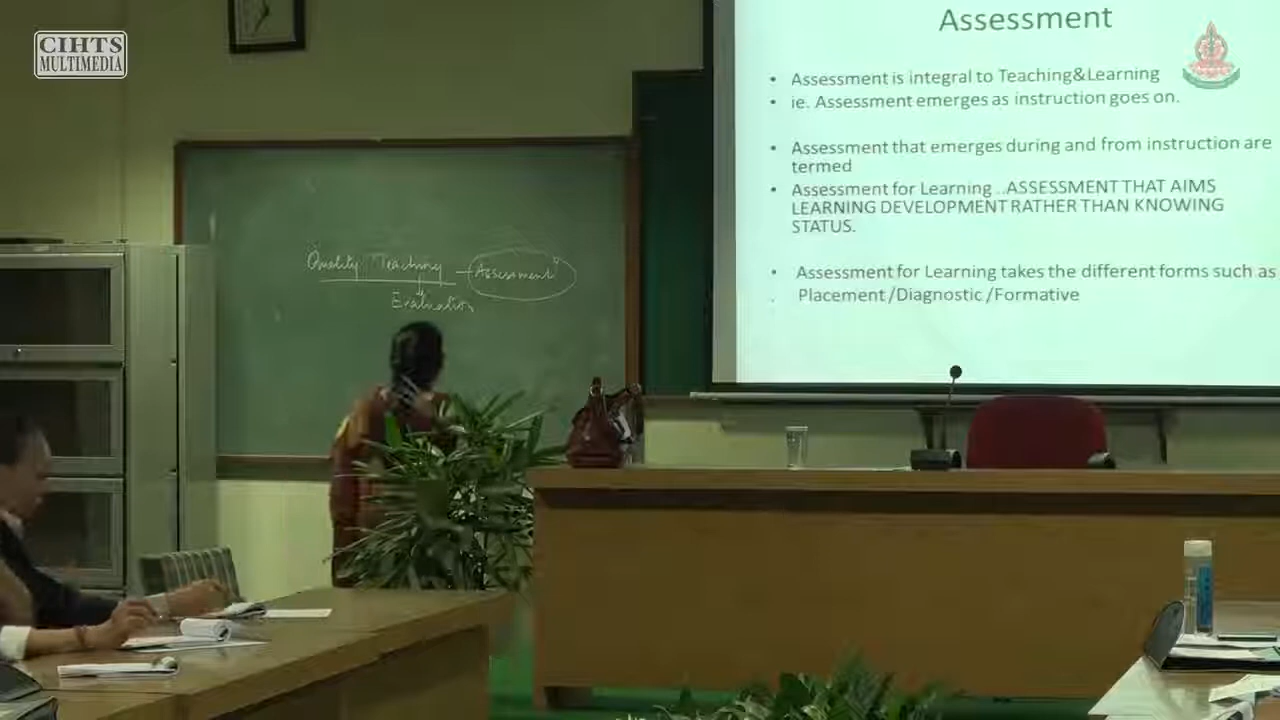 CIHTS
MULTIMEDIA
Assessment
• Assessment is integral to Teaching&Learning
• ie. Assessment emerges as instruction goes on.
• Assessment that emerges during and from instruction are
termed
• Assessment for Learning ..ASSESSMENT THAT AIMS
LEARNING DEVELOPMENT RATHER THAN KNOWING
STATUS.
• Assessment for Learning takes the different forms such as
Placement /Diagnostic /Formative
Quality Teaching – Assessment
Evaluation